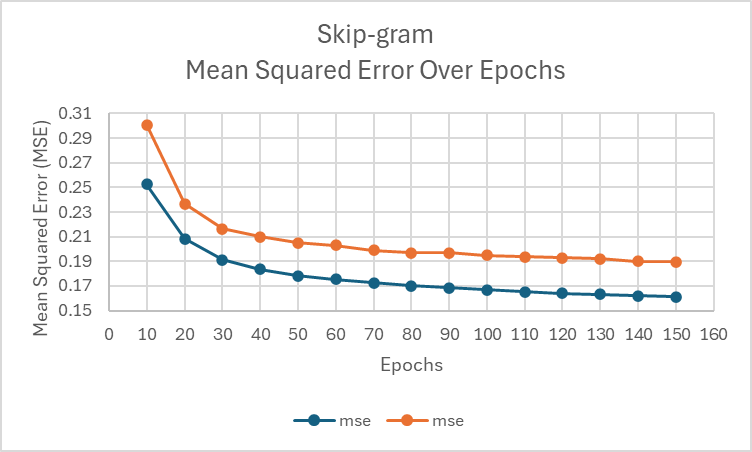 Skip-gram
Mean Squared Error Over Epochs
Mean Squared Error (MSE)
0.31
0.29
0.27
0.25
0.23
0.21
0.19
0.17
0.15
0 10 20 30 40 50 60 70 80 90 100 110 120 130 140 150 160
Epochs
mse mse